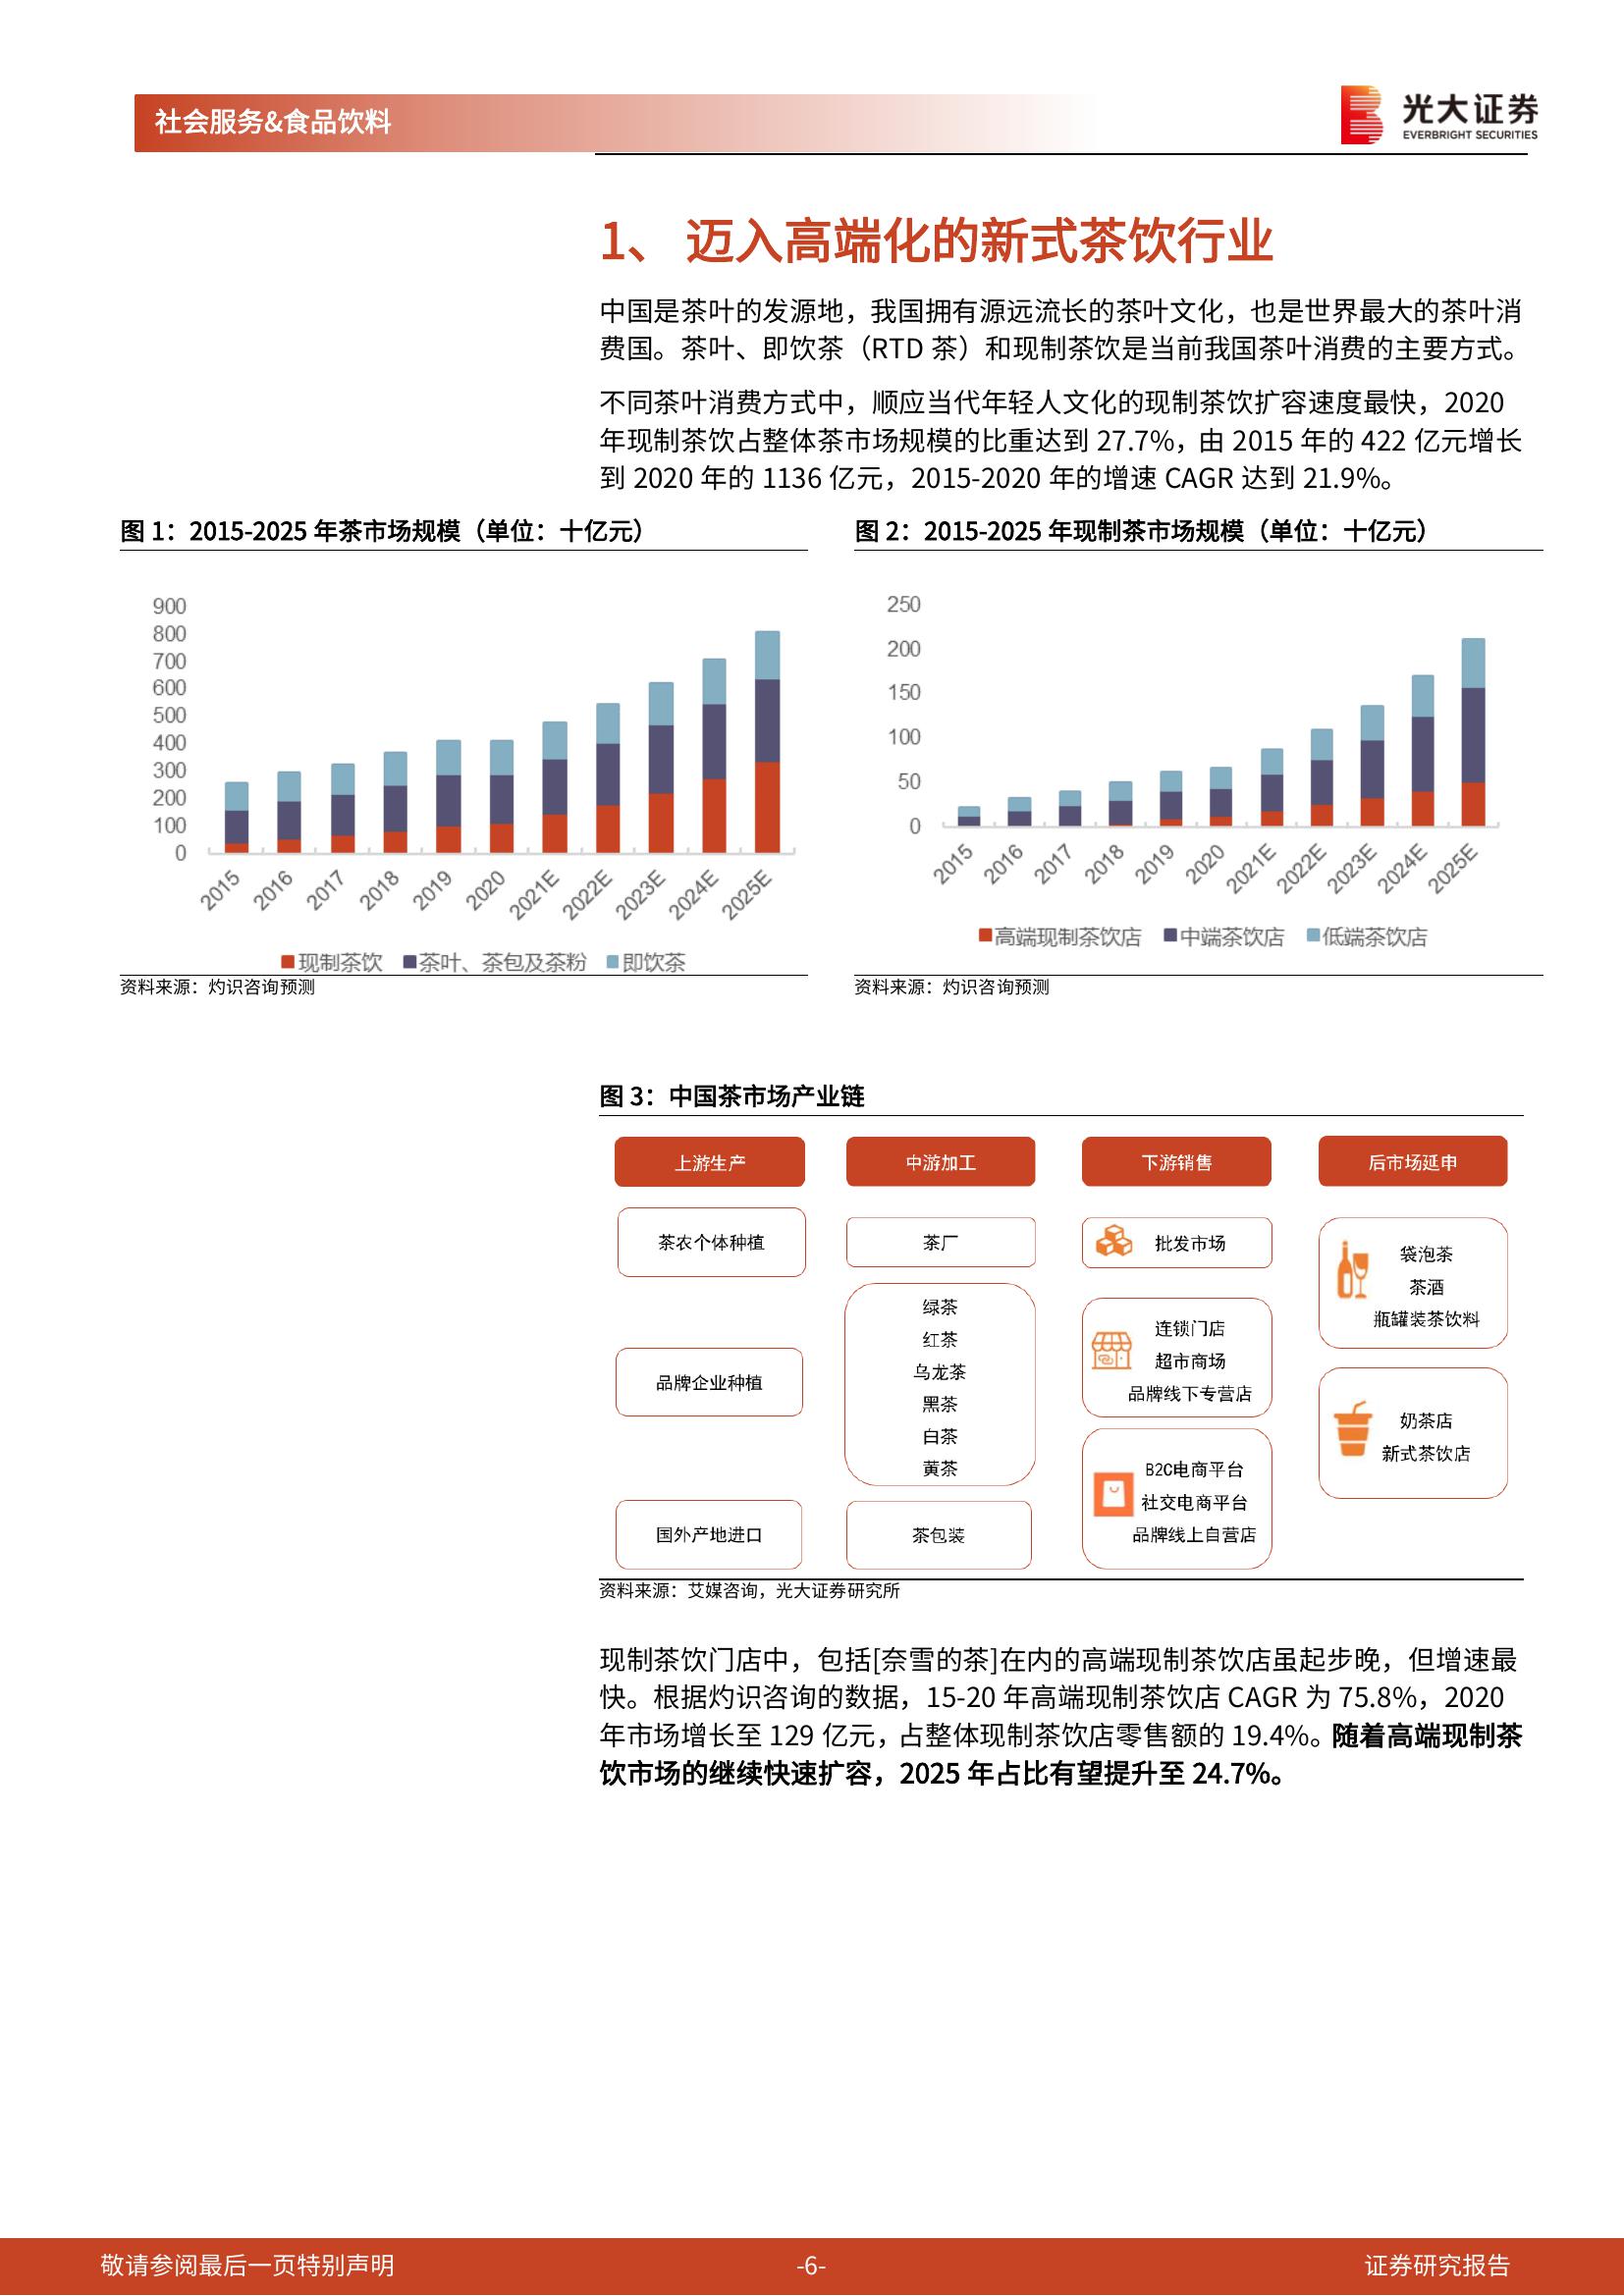 社会服务&食品饮料
光大证券
EVERBRIGHT SECURITIES
1、 迈入高端化的新式茶饮行业
中国是茶叶的发源地，我国拥有源远流长的茶叶文化，也是世界最大的茶叶消
费国。茶叶、即饮茶（RTD 茶）和现制茶饮是当前我国茶叶消费的主要方式。
不同茶叶消费方式中，顺应当代年轻人文化的现制茶饮扩容速度最快，2020
年现制茶饮占整体茶市场规模的比重达到 27.7%，由 2015 年的 422 亿元增长
到 2020 年的 1136 亿元，2015-2020 年的增速 CAGR 达到 21.9%。
图 1：2015-2025 年茶市场规模（单位：十亿元）
900
800
700
600
500
400
300
200
100
0
2015 2016 2017 2018 2019 2020 2021E 2022E 2023E 2024E 2025E
现制茶饮 茶叶、茶包及茶粉 即饮茶
资料来源：灼识咨询预测
图 2：2015-2025 年现制茶市场规模（单位：十亿元）
250
200
150
100
50
0
2015 2016 2017 2018 2019 2020 2021E 2022E 2023E 2024E 2025E
高端现制茶饮店 中端茶饮店 低端茶饮店
资料来源：灼识咨询预测
图 3：中国茶市场产业链
上游生产
茶农个体种植
品牌企业种植
国外产地进口
中游加工
茶厂
绿茶
红茶
乌龙茶
黑茶
白茶
黄茶
茶包装
下游销售
批发市场
连锁门店
超市商场
品牌线下专营店
B2C电商平台
社交电商平台
品牌线上自营店
后市场延申
袋泡茶
茶酒
瓶罐装茶饮料
奶茶店
新式茶饮店
资料来源：艾媒咨询，光大证券研究所
现制茶饮门店中，包括[奈雪的茶]在内的高端现制茶饮店虽起步晚，但增速最
快。根据灼识咨询的数据，15-20 年高端现制茶饮店 CAGR 为 75.8%，2020
年市场增长至 129 亿元，占整体现制茶饮店零售额的 19.4%。随着高端现制茶
饮市场的继续快速扩容，2025 年占比有望提升至 24.7%。
敬请参阅最后一页特别声明
-6-
证券研究报告